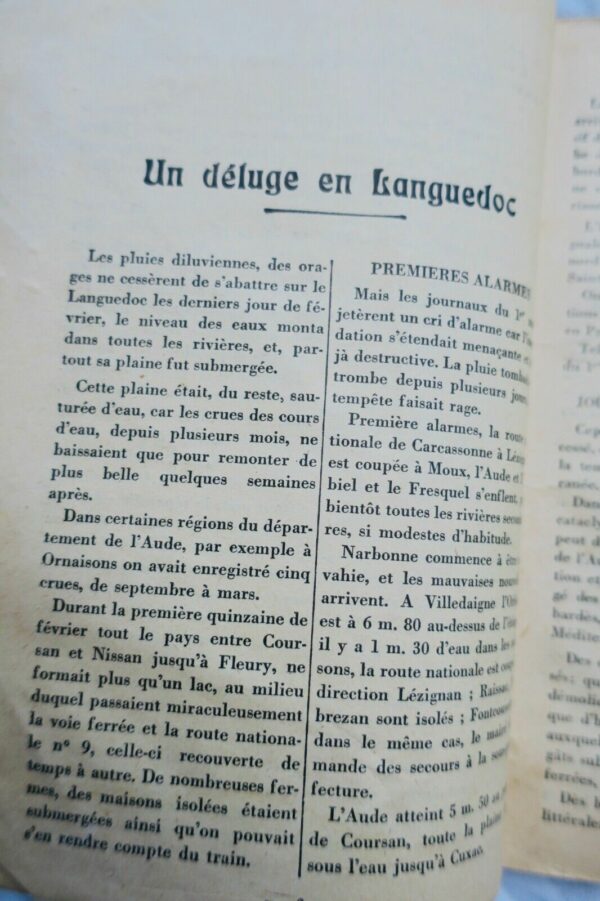 Un déluge en Languedoc
Les pluies diluviennes, des ora-
ges ne cessèrent de s'abattre sur le
Languedoc les derniers jour de fé-
vrier, le niveau des eaux monta
dans toutes les rivières, et, par-
tout sa plaine fut submergée.
Cette plaine était, du reste, sau-
turée d'eau, car les crues des cours
d'eau, depuis plusieurs mois, ne
baissaient que pour remonter de
plus belle quelques semaines
après.
Dans certaines régions du dépar-
tement de l'Aude, par exemple à
Ornaisons on avait enregistré cinq
crues, de septembre à mars.
Durant la première quinzaine de
février tout le pays entre Cour-
san et Nissan jusqu'à Fleury, ne
formait plus qu'un lac, au milieu
duquel passaient miraculeusement
la voie ferrée et la route nationa-
le n° 9, celle-ci recouverte de
temps à autre. De nombreuses fer-
mes, des maisons isolées étaient
submergées ainsi qu'on pouvait
s'en rendre compte du train.
PREMIERES ALARMES
Mais les journaux du 1er
jetèrent un cri d'alarme car
dation s'étendait menaçante
jà destructive. La pluie
trombe depuis plusieurs
tempête faisait rage.
Première alarmes, la route
tionale de Carcassonne à
est coupée à Moux, l'Aude et
biel et le Fresquel s'enflent,
bientôt toutes les rivières
res, si modestes d'habitude.
Narbonne commence à
vahie, et les mauvaises
arrivent. A Villedaigne
est à 6 m. 80 au-dessus de
il y a 1 m. 30 d'eau dans les
sons, la route nationale est
direction Lézignan ;
brezan sont isolés ;
dans le même cas, le
mande des secours à la
fecture.
L'Aude atteint 5 m. 50
de Coursan, toute la plaine
sous l'eau jusqu'à Cuxac.